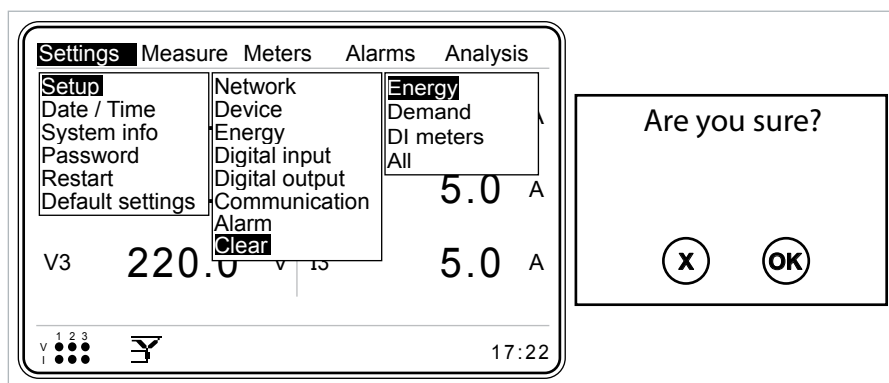 Settings Measure Meters Alarms Analysis
Setup
Date / Time
System info
Password
Restart
Default settings
Network
Device
Energy
Digital input
Digital output
Communication
Alarm
Clear
Energy
Demand
DI meters
All
A
5.0 A
V3 220.0 V I3 5.0 A
1 2 3
V
I
17:22
Are you sure?
X OK